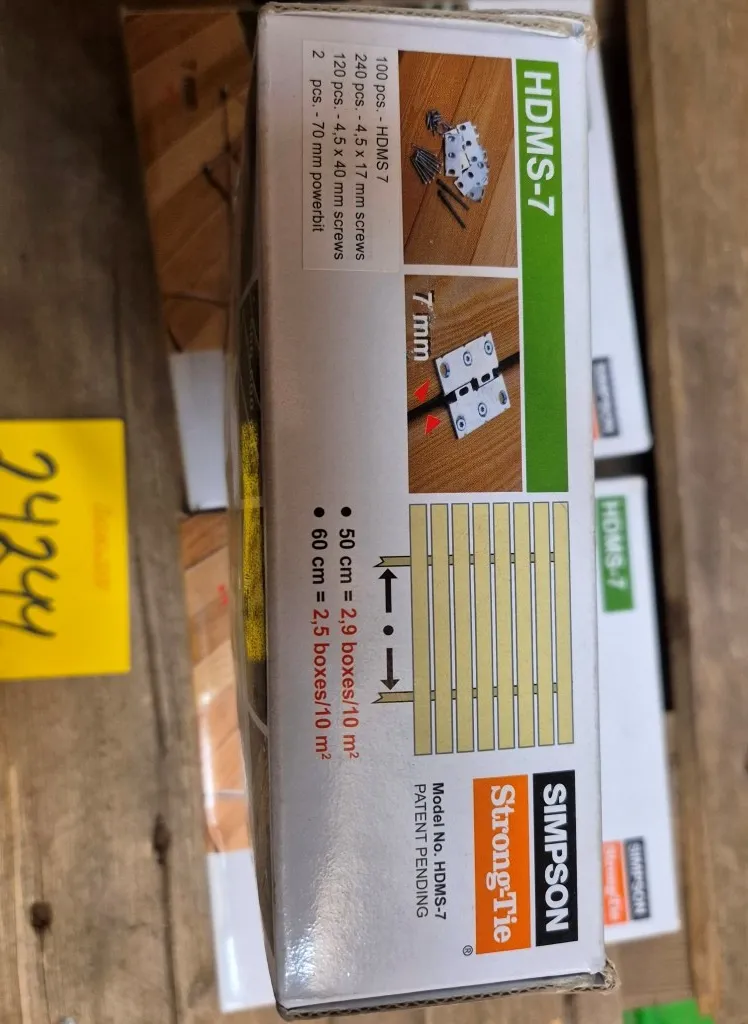 HDMS-7
100 pcs. - HDMS 7
240 pcs. - 4,5 x 17 mm screws
120 pcs. - 4,5 x 40 mm screws
2 pcs. - 70 mm powerbit
7 mm
• 50 cm = 2,9 boxes/10 m²
• 60 cm = 2,5 boxes/10 m²
SIMPSON
Strong-Tie
®
Model No. HDMS-7
PATENT PENDING
SIMPSON
HDMS-7
SIMPSON
Strong-Tie
24244